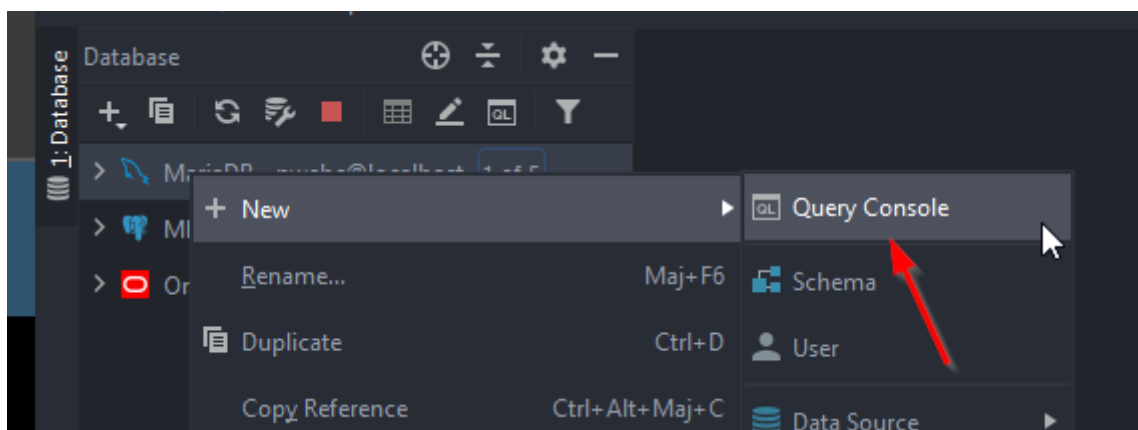 Database
1: Database
New
Query Console
Rename...
Maj+F6
Schema
Duplicate
Ctrl+D
User
Copy Reference
Ctrl+Alt+Maj+C
Data Source